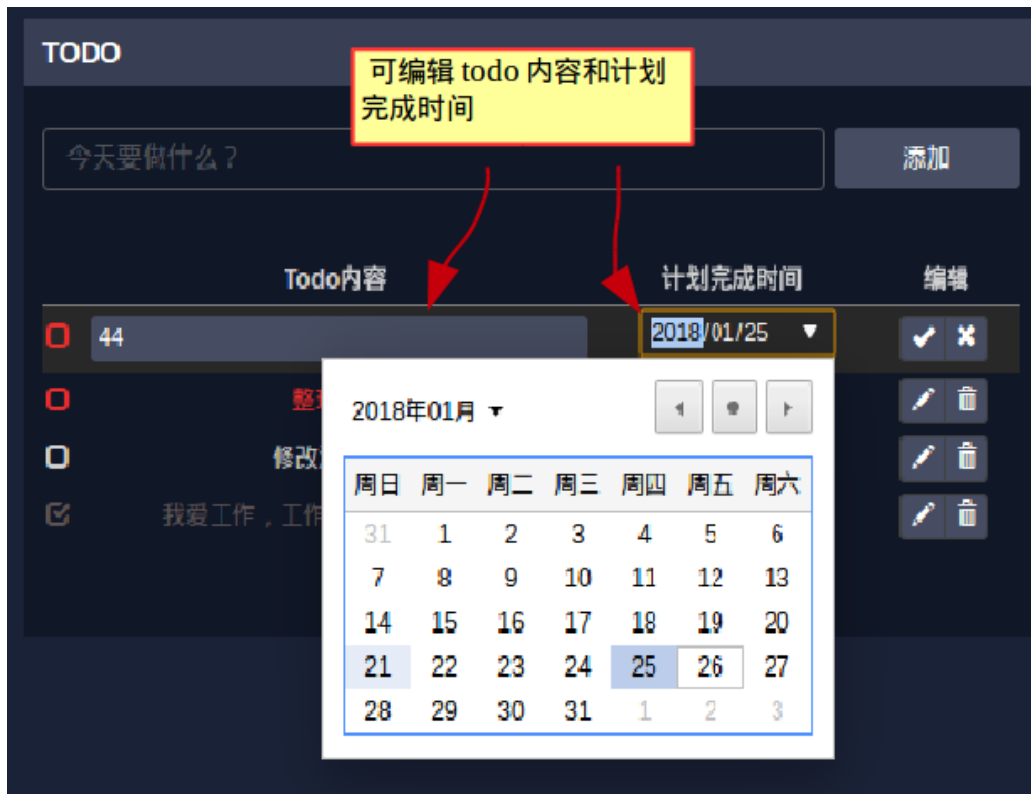 TODO
可编辑 todo 内容和计划
完成时间
今天要做什么？
添加
Todo内容 计划完成时间 编辑
44 2018/01/25
修改
我爱工作，工作
2018年01月
周日 周一 周二 周三 周四 周五 周六
31 1 2 3 4 5 6
7 8 9 10 11 12 13
14 15 16 17 18 19 20
21 22 23 24 25 26 27
28 29 30 31 1 2 3